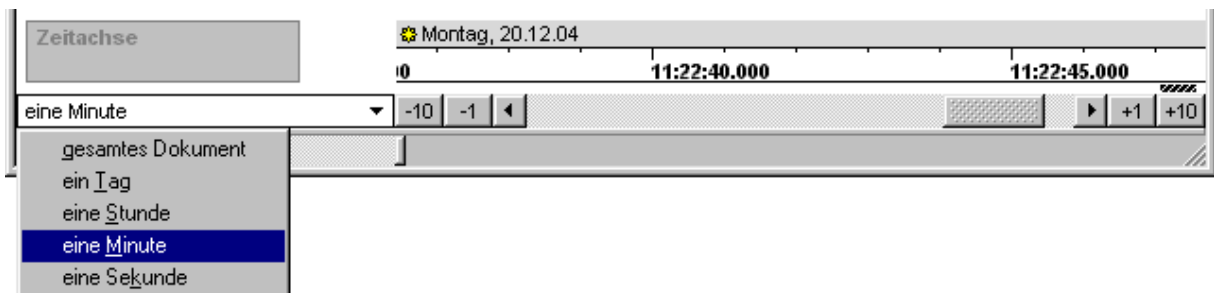 Zeitachse
Montag, 20.12.04
00 11:22:40.000 11:22:45.000
eine Minute -10 -1 +1 +10
gesamtes Dokument
ein Tag
eine Stunde
eine Minute
eine Sekunde